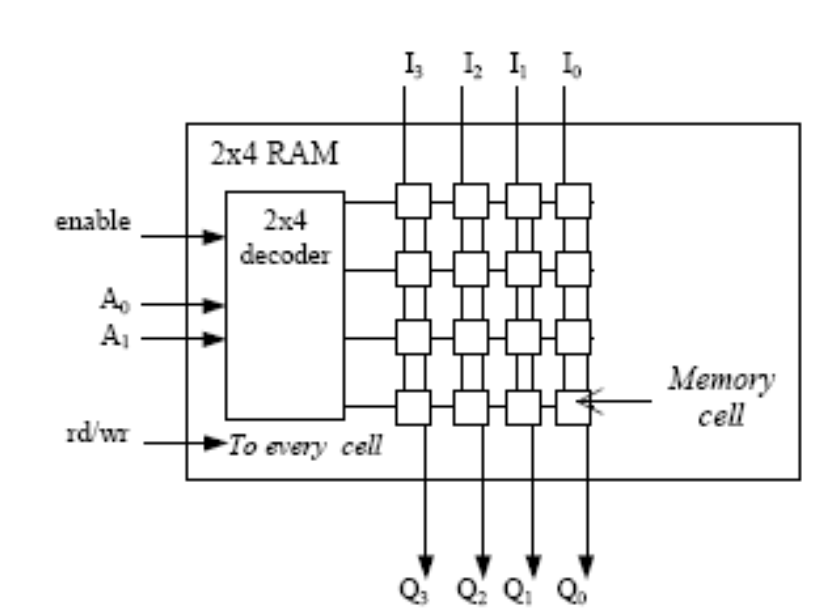 I₃ I₂ I₁ I₀
2x4 RAM
enable
2x4
decoder
A₀
A₁
Memory
cell
rd/wr
To every cell
Q₃ Q₂ Q₁ Q₀